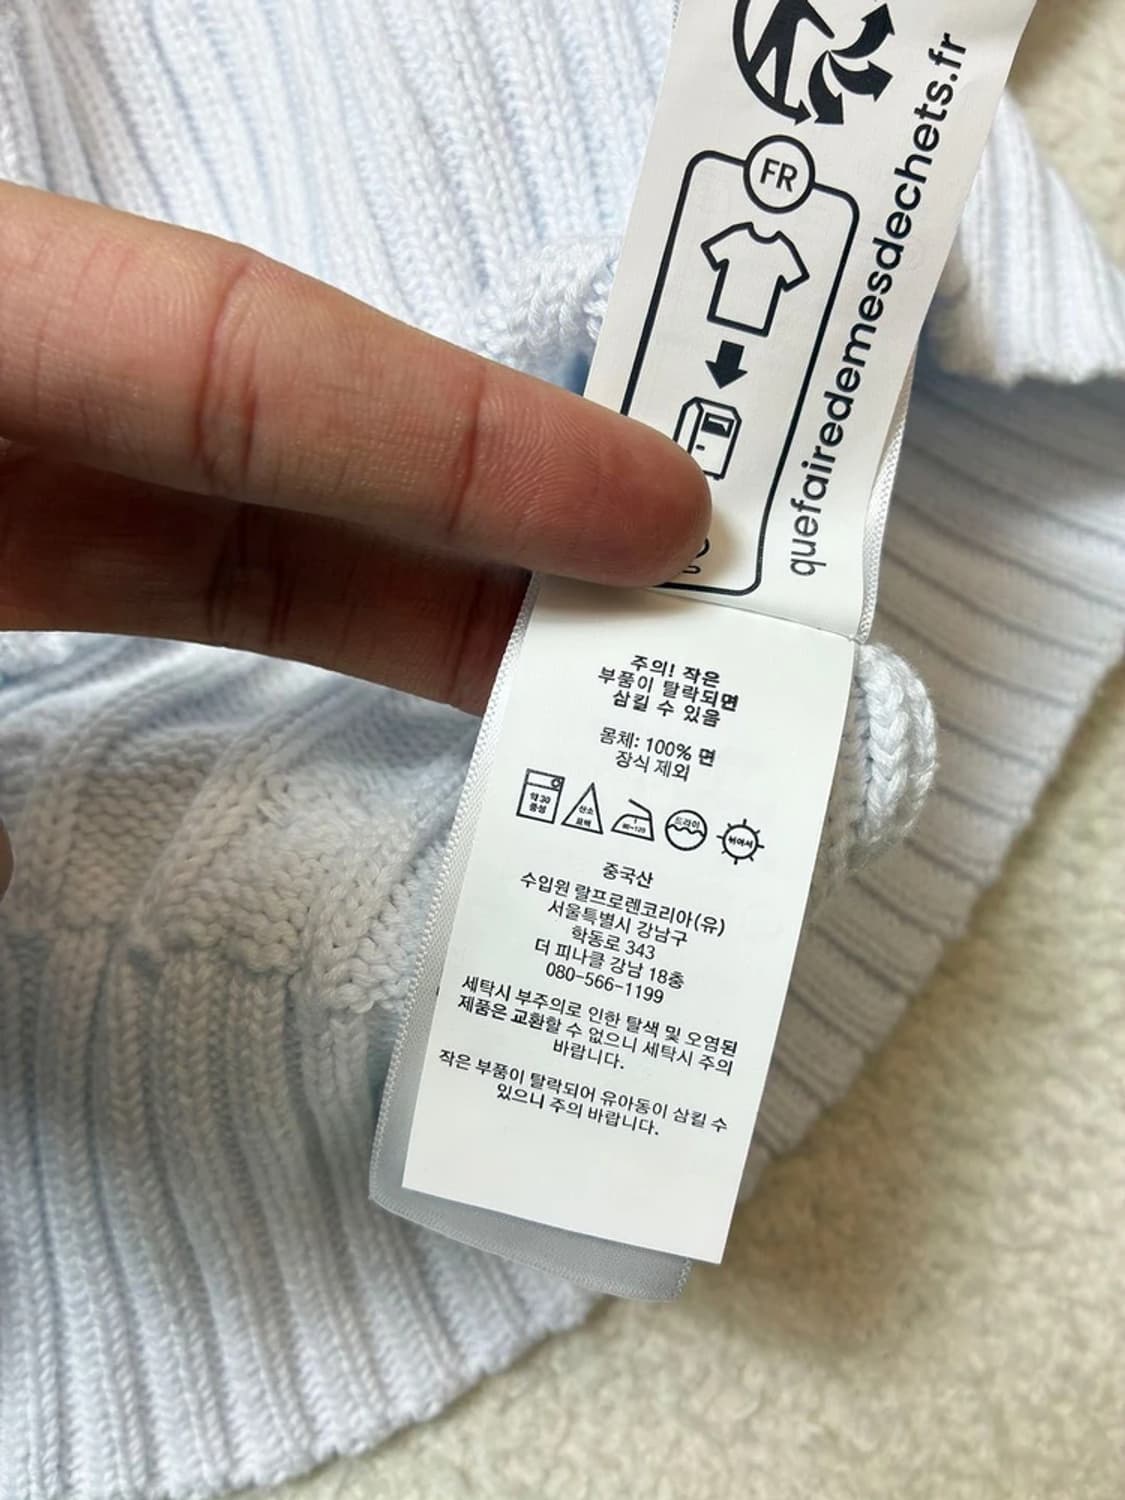 FR
quefairedemesdechets.fr
주의! 작은
부품이 탈락되면
삼킬 수 있음
몸체: 100% 면
장식 제외
약 30
중성
산소
표백
80~120
드라이
뉘어서
중국산
수입원 랄프로렌코리아(유)
서울특별시 강남구
학동로 343
더 피나클 강남 18층
080-566-1199
세탁시 부주의로 인한 탈색 및 오염된
제품은 교환할 수 없으니 세탁시 주의
바랍니다.
작은 부품이 탈락되어 유아동이 삼킬 수
있으니 주의 바랍니다.